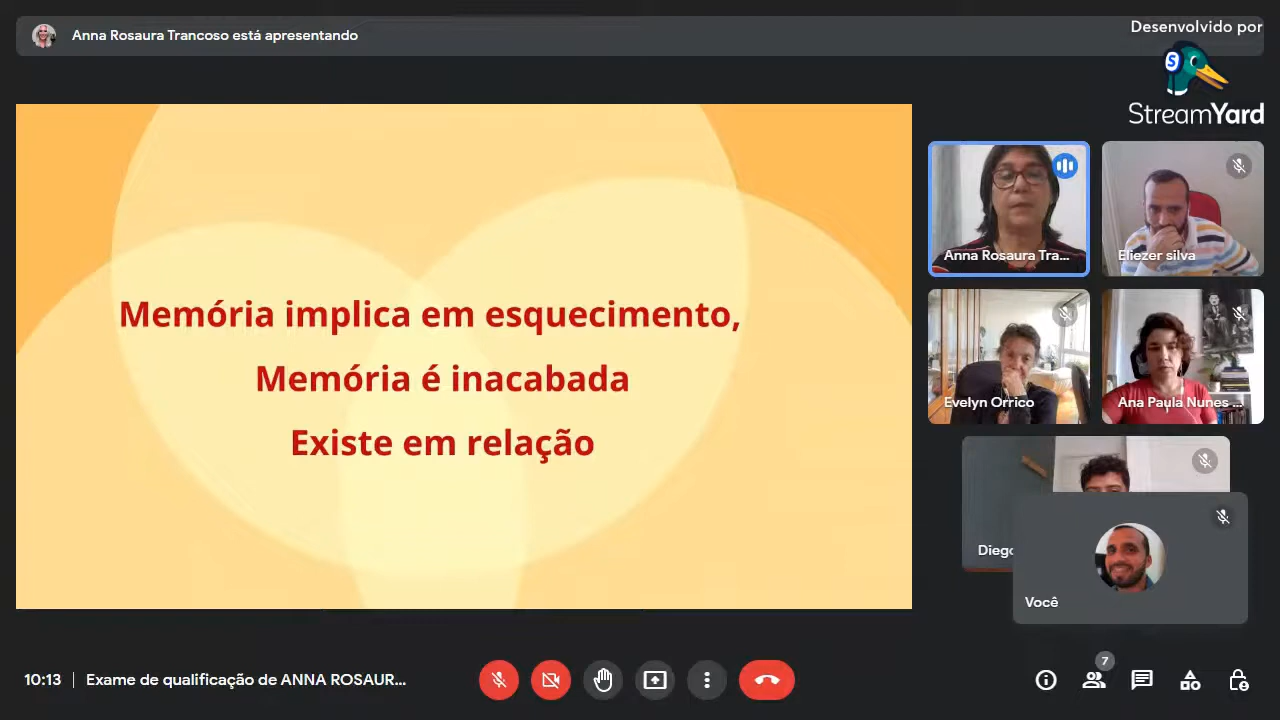 Anna Rosaura Trancoso está apresentando
Desenvolvido por
StreamYard
Memória implica em esquecimento,
Memória é inacabada
Existe em relação
Anna Rosaura Tra...
Eliezer silva
Evelyn Orrico
Ana Paula Nunes ...
Diego
Você
10:13 | Exame de qualificação de ANNA ROSAUR...
7